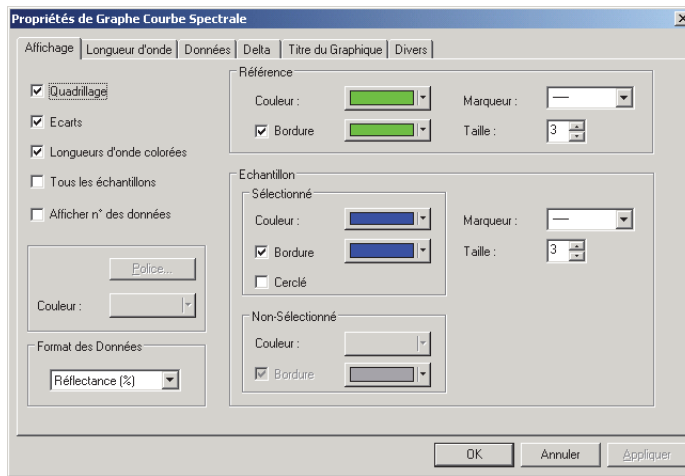 Propriétés de Graphe Courbe Spectrale
Affichage Longueur d'onde Données Delta Titre du Graphique Divers
Quadrillage
Ecarts
Longueurs d'onde colorées
Tous les échantillons
Afficher n° des données
Police...
Couleur :
Format des Données
Réflectance (%)
Référence
Couleur :
Marqueur :
Bordure
Taille :
3
Echantillon
Sélectionné
Couleur :
Marqueur :
Bordure
Taille :
3
Cerclé
Non-Sélectionné
Couleur :
Bordure
OK Annuler Appliquer